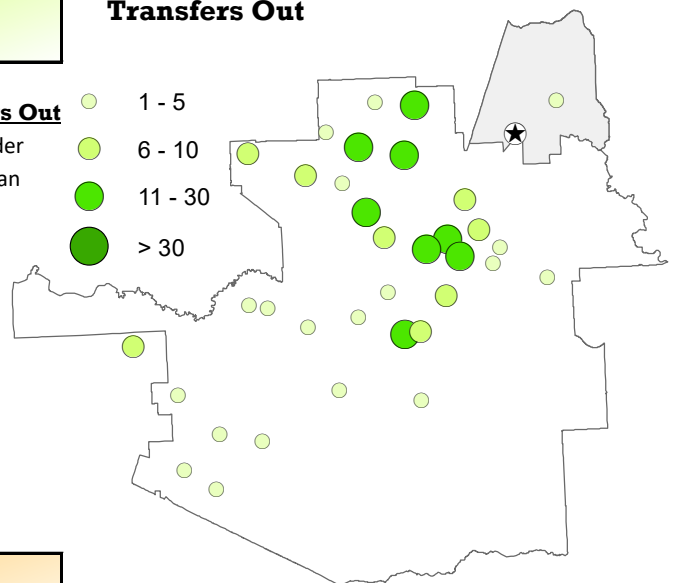 Transfers Out
s Out
der
an
1 - 5
6 - 10
11 - 30
> 30